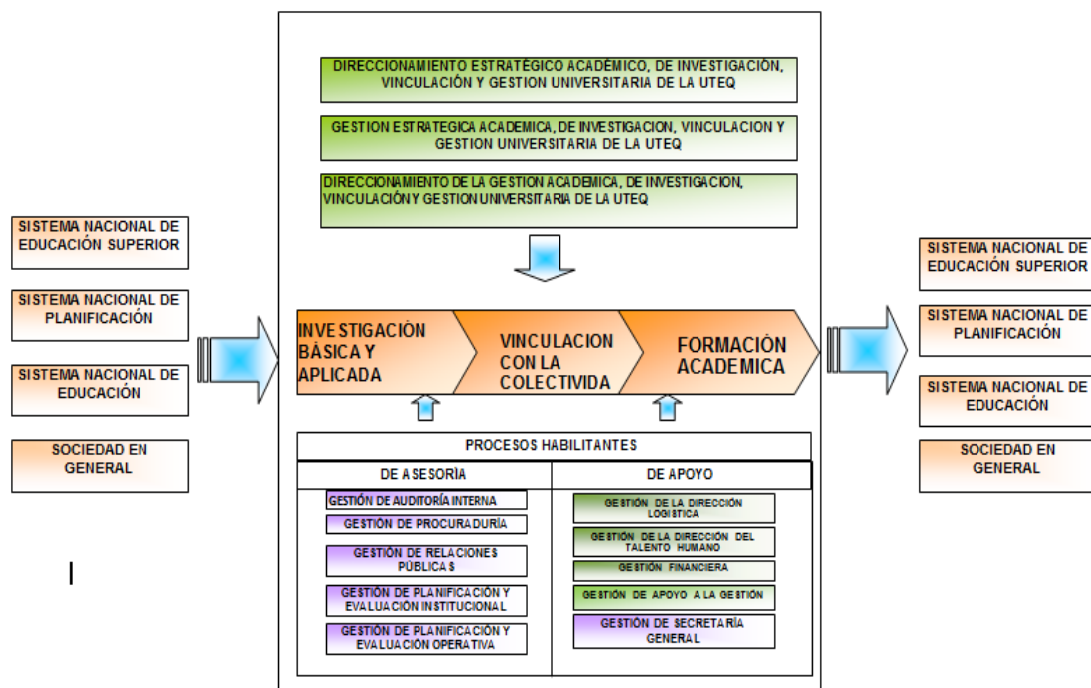 DIRECCIONAMIENTO ESTRATÉGICO ACADÉMICO, DE INVESTIGACIÓN,
VINCULACIÓN Y GESTION UNIVERSITARIA DE LA UTEQ
GESTION ESTRATEGICA ACADEMICA, DE INVESTIGACION, VINCULACION Y
GESTION UNIVERSITARIA DE LA UTEQ
DIRECCIONAMIENTO DE LA GESTION ACADEMICA, DE INVESTIGACION,
VINCULACIÓN Y GESTION UNIVERSITARIA DE LA UTEQ
SISTEMA NACIONAL DE
EDUCACIÓN SUPERIOR
SISTEMA NACIONAL DE
PLANIFICACIÓN
SISTEMA NACIONAL DE
EDUCACIÓN
SOCIEDAD EN
GENERAL
INVESTIGACIÓN
BÁSICA Y
APLICADA
VINCULACION
CON LA
COLECTIVIDA
FORMACIÓN
ACADEMICA
SISTEMA NACIONAL DE
EDUCACIÓN SUPERIOR
SISTEMA NACIONAL DE
PLANIFICACIÓN
SISTEMA NACIONAL DE
EDUCACIÓN
SOCIEDAD EN
GENERAL
PROCESOS HABILITANTES
DE ASESORÌA
GESTIÓN DE AUDITORÍA INTERNA
GESTIÓN DE PROCURADURÍA
GESTIÓN DE RELACIONES
PÚBLICAS
GESTIÓN DE PLANIFICACIÓN Y
EVALUACIÓN INSTITUCIONAL
GESTIÓN DE PLANIFICACIÓN Y
EVALUACIÓN OPERATIVA
DE APOYO
GESTIÓN DE LA DIRECCIÓN
LOGISTICA
GESTIÓN DE LA DIRECCIÓN DEL
TALENTO HUMANO
GESTIÓN FINANCIERA
GESTIÓN DE APOYO A LA GESTIÓN
GESTIÓN DE SECRETARÍA
GENERAL